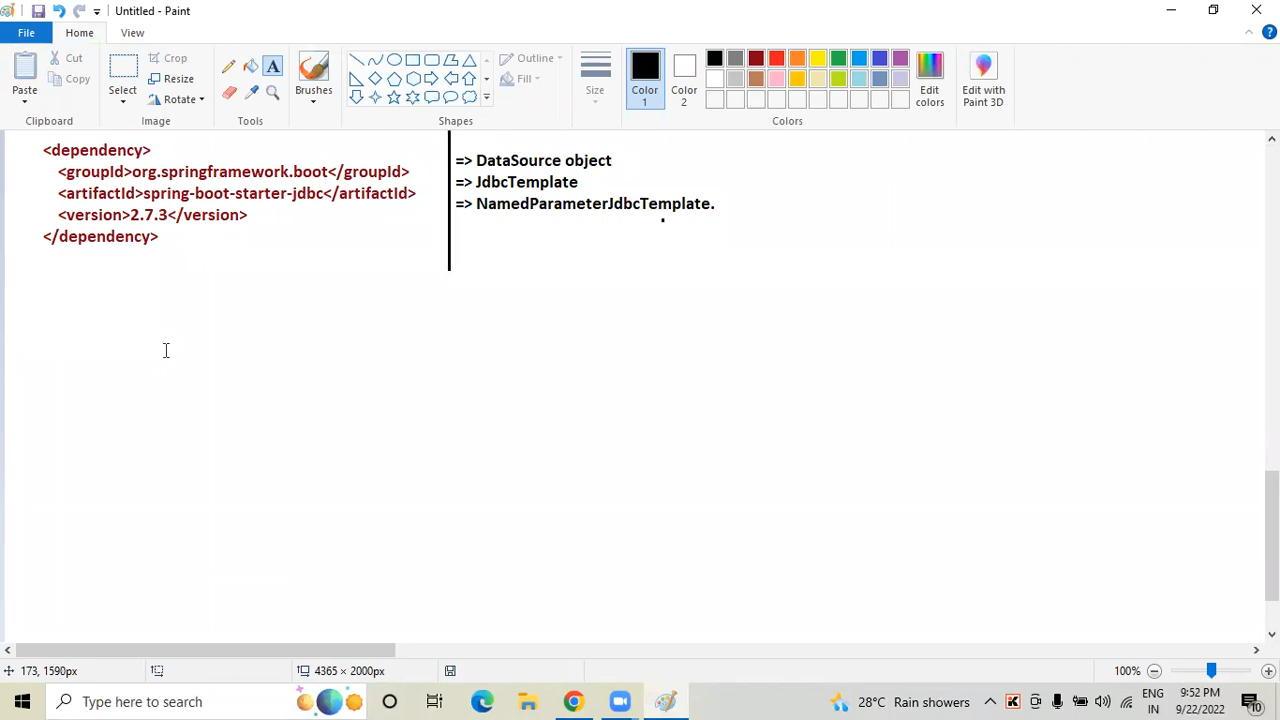 Untitled - Paint
File
Home
View
Paste
Cut
Copy
Clipboard
Select
Crop
Resize
Rotate
Image
A
Tools
Brushes
Outline
Fill
Shapes
Size
Color 1
Color 2
Edit colors
Edit with Paint 3D
Colors
<dependency>
<groupId>org.springframework.boot</groupId>
<artifactId>spring-boot-starter-jdbc</artifactId>
<version>2.7.3</version>
</dependency>
=> DataSource object
=> JdbcTemplate
=> NamedParameterJdbcTemplate.
173, 1590px
4365 × 2000px
100%
Type here to search
28°C Rain showers
ENG
IN
9:52 PM
9/22/2022
10